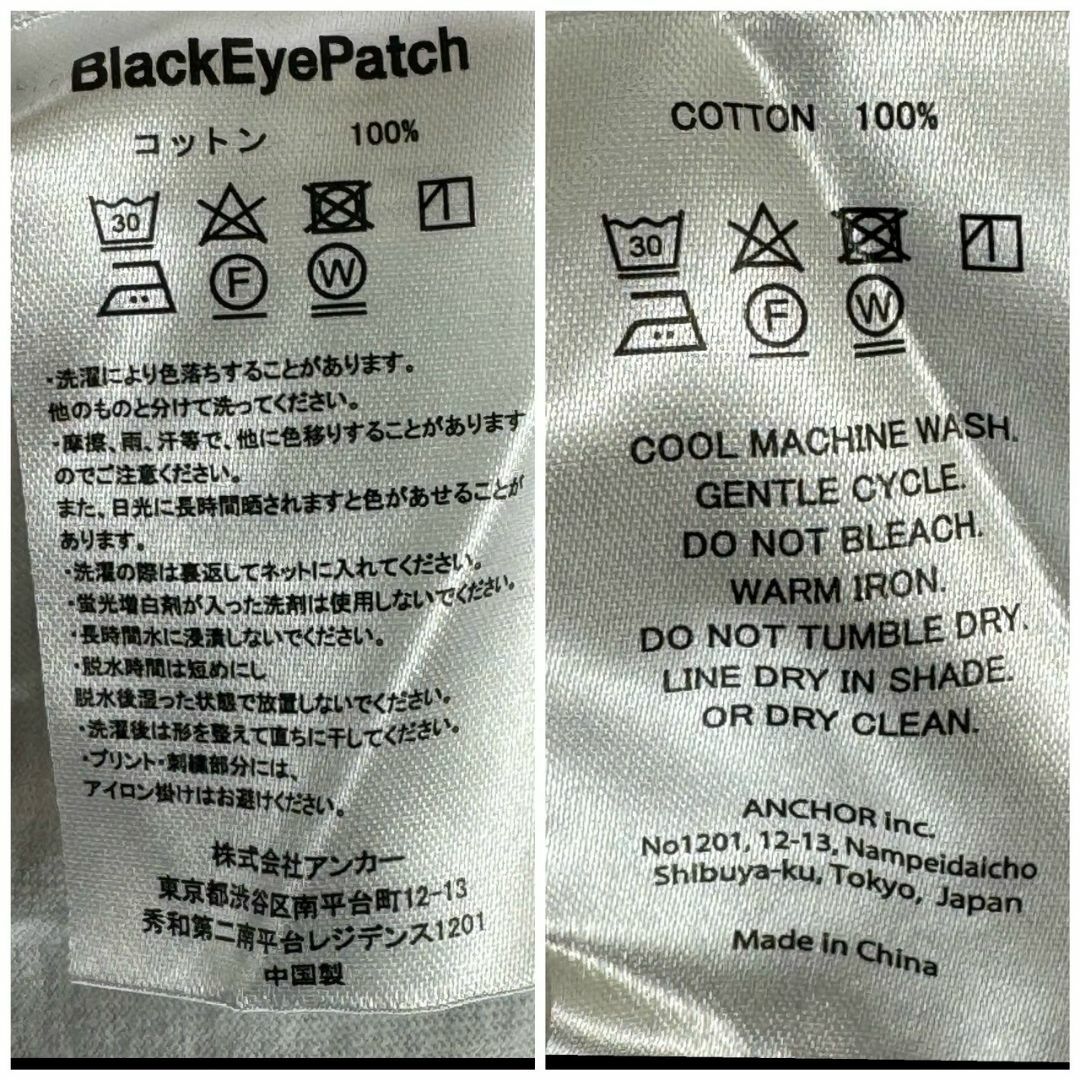 BlackEyePatch
コットン 100%
30
F W
・洗濯により色落ちすることがあります。
他のものと分けて洗ってください。
・摩擦、雨、汗等で、他に色移りすることがあります
のでご注意ください。
また、日光に長時間晒されますと色があせることが
あります。
・洗濯の際は裏返してネットに入れてください。
・蛍光増白剤が入った洗剤は使用しないでください。
・長時間水に浸漬しないでください。
・脱水時間は短めにし
脱水後湿った状態で放置しないでください。
・洗濯後は形を整えて直ちに干してください。
・プリント・刺繍部分には、
アイロン掛けはお避けください。
株式会社アンカー
東京都渋谷区南平台町12-13
秀和第二南平台レジデンス1201
中国製
COTTON 100%
30
F W
COOL MACHINE WASH.
GENTLE CYCLE.
DO NOT BLEACH.
WARM IRON.
DO NOT TUMBLE DRY.
LINE DRY IN SHADE.
OR DRY CLEAN.
ANCHOR inc.
No1201, 12-13, Nampeidaicho
Shibuya-ku, Tokyo, Japan
Made in China